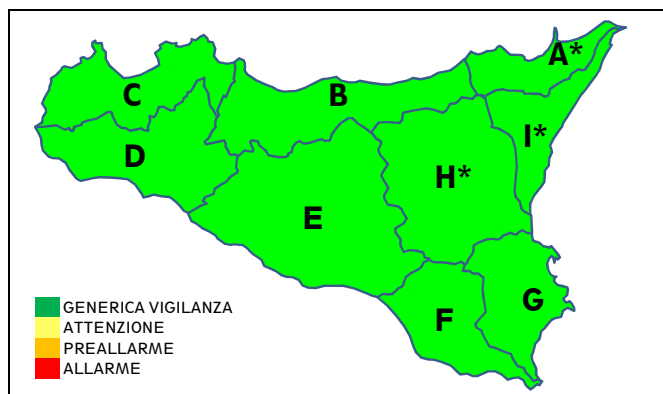 A*
C
B
I*
D
H*
E
G
F
GENERICA VIGILANZA
ATTENZIONE
PREALLARME
ALLARME